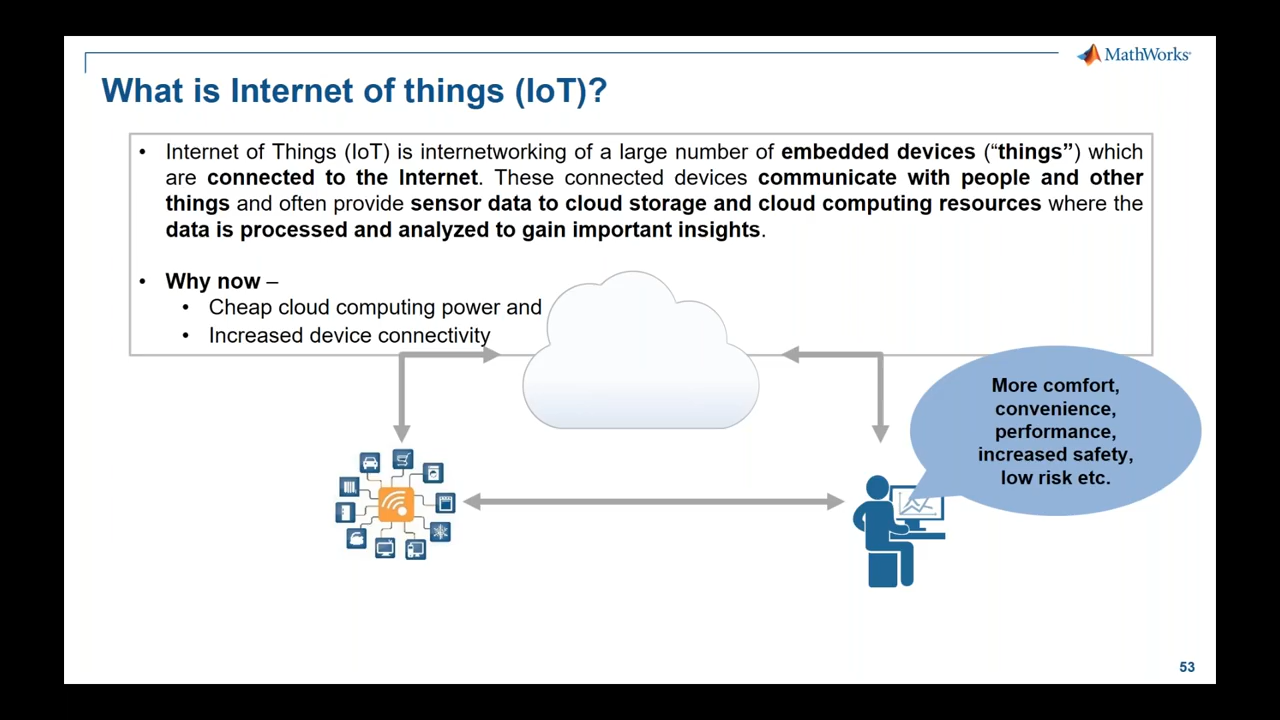 MathWorks®
What is Internet of things (IoT)?
• Internet of Things (IoT) is internetworking of a large number of embedded devices (“things”) which
are connected to the Internet. These connected devices communicate with people and other
things and often provide sensor data to cloud storage and cloud computing resources where the
data is processed and analyzed to gain important insights.
• Why now –
• Cheap cloud computing power and
• Increased device connectivity
More comfort,
convenience,
performance,
increased safety,
low risk etc.
53